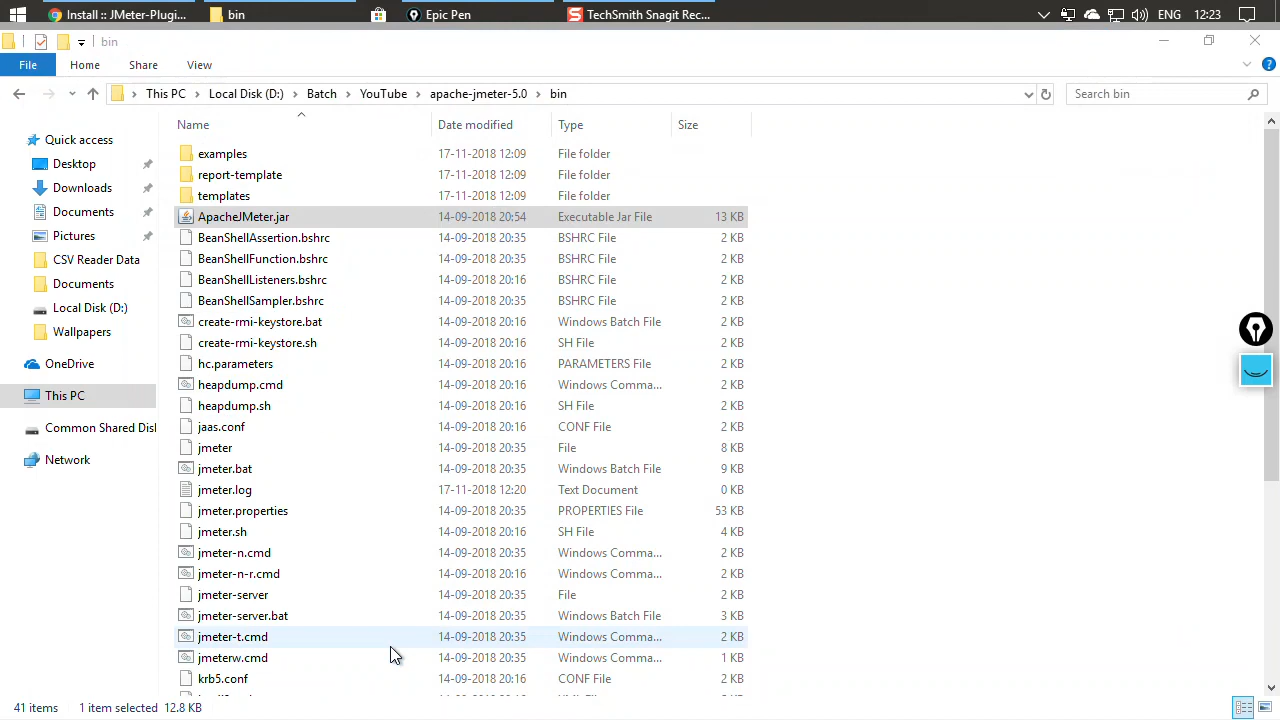 Install :: JMeter-Plugi...
bin
Epic Pen
TechSmith Snagit Rec...
ENG
12:23
bin
File
Home
Share
View
This PC
Local Disk (D:)
Batch
YouTube
apache-jmeter-5.0
bin
Search bin
Name
Date modified
Type
Size
Quick access
Desktop
Downloads
Documents
Pictures
CSV Reader Data
Documents
Local Disk (D:)
Wallpapers
OneDrive
This PC
Common Shared Disl
Network
examples 17-11-2018 12:09 File folder
report-template 17-11-2018 12:09 File folder
templates 17-11-2018 12:09 File folder
ApacheJMeter.jar 14-09-2018 20:54 Executable Jar File 13 KB
BeanShellAssertion.bshrc 14-09-2018 20:35 BSHRC File 2 KB
BeanShellFunction.bshrc 14-09-2018 20:35 BSHRC File 2 KB
BeanShellListeners.bshrc 14-09-2018 20:16 BSHRC File 2 KB
BeanShellSampler.bshrc 14-09-2018 20:35 BSHRC File 2 KB
create-rmi-keystore.bat 14-09-2018 20:16 Windows Batch File 2 KB
create-rmi-keystore.sh 14-09-2018 20:16 SH File 2 KB
hc.parameters 14-09-2018 20:16 PARAMETERS File 2 KB
heapdump.cmd 14-09-2018 20:16 Windows Comma... 2 KB
heapdump.sh 14-09-2018 20:16 SH File 2 KB
jaas.conf 14-09-2018 20:16 CONF File 2 KB
jmeter 14-09-2018 20:35 File 8 KB
jmeter.bat 14-09-2018 20:35 Windows Batch File 9 KB
jmeter.log 17-11-2018 12:20 Text Document 0 KB
jmeter.properties 14-09-2018 20:35 PROPERTIES File 53 KB
jmeter.sh 14-09-2018 20:16 SH File 4 KB
jmeter-n.cmd 14-09-2018 20:35 Windows Comma... 2 KB
jmeter-n-r.cmd 14-09-2018 20:16 Windows Comma... 2 KB
jmeter-server 14-09-2018 20:35 File 2 KB
jmeter-server.bat 14-09-2018 20:35 Windows Batch File 3 KB
jmeter-t.cmd 14-09-2018 20:35 Windows Comma... 2 KB
jmeterw.cmd 14-09-2018 20:35 Windows Comma... 1 KB
krb5.conf 14-09-2018 20:16 CONF File 2 KB
41 items
1 item selected 12.8 KB